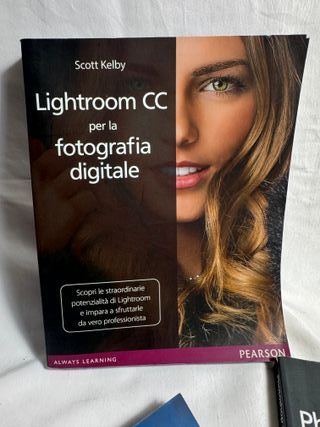 Scott Kelby
Lightroom CC
per la
fotografia
digitale
Scopri le straordinarie
potenzialità di Lightroom
e impara a sfruttarle
da vero professionista
ALWAYS LEARNING
PEARSON
Ph